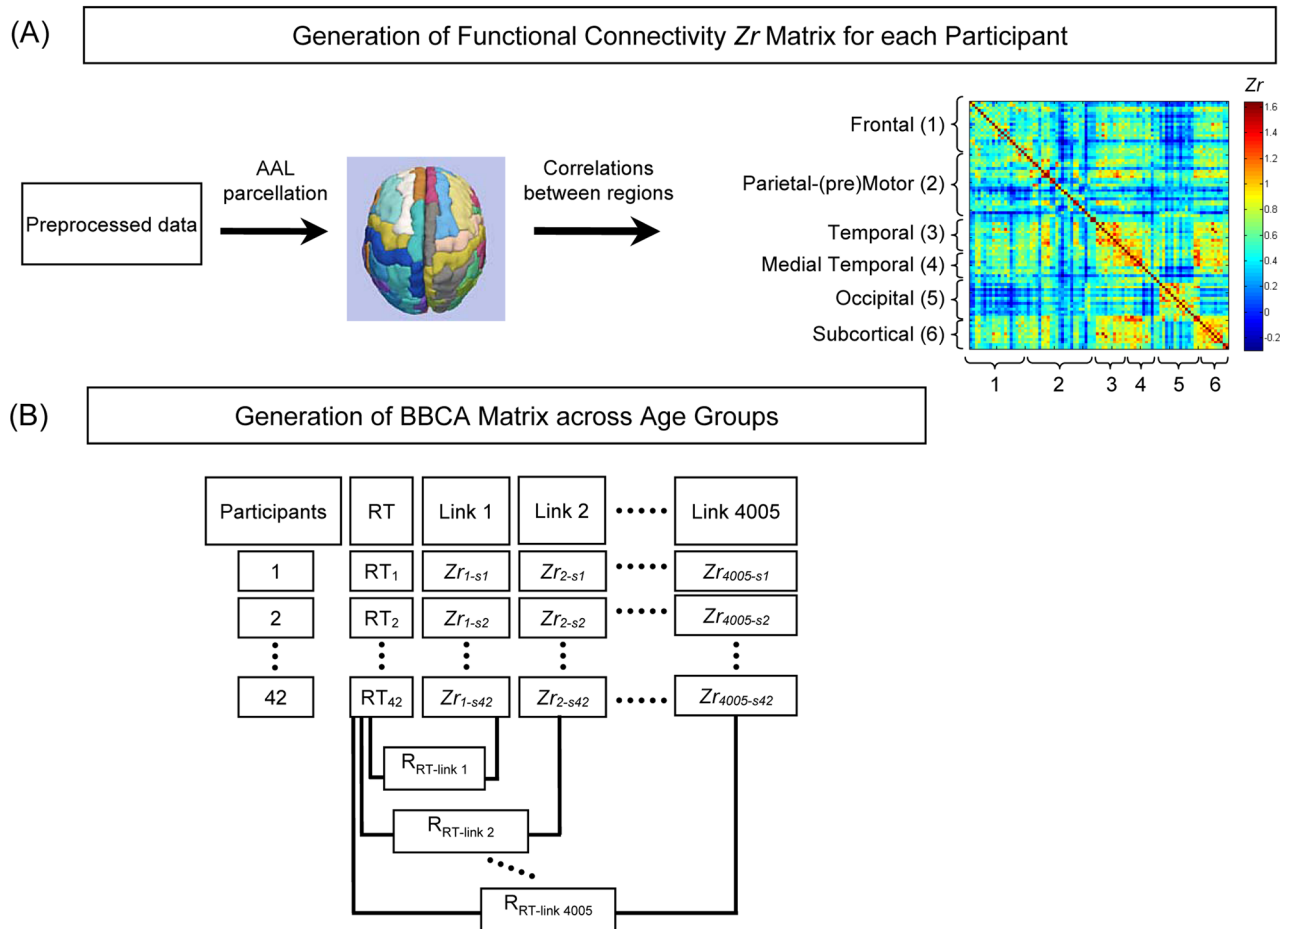 (A)
Generation of Functional Connectivity Zr Matrix for each Participant
Preprocessed data
AAL
parcellation
Correlations
between regions
Zr
Frontal (1)
Parietal-(pre)Motor (2)
Temporal (3)
Medial Temporal (4)
Occipital (5)
Subcortical (6)
1.6
1.4
1.2
1
0.8
0.6
0.4
0.2
0
-0.2
1 2 3 4 5 6
(B)
Generation of BBCA Matrix across Age Groups
Participants RT Link 1 Link 2 Link 4005
1 RT1 Zr1-s1 Zr2-s1 Zr4005-s1
2 RT2 Zr1-s2 Zr2-s2 Zr4005-s2
42 RT42 Zr1-s42 Zr2-s42 Zr4005-s42
RRT-link 1
RRT-link 2
RRT-link 4005